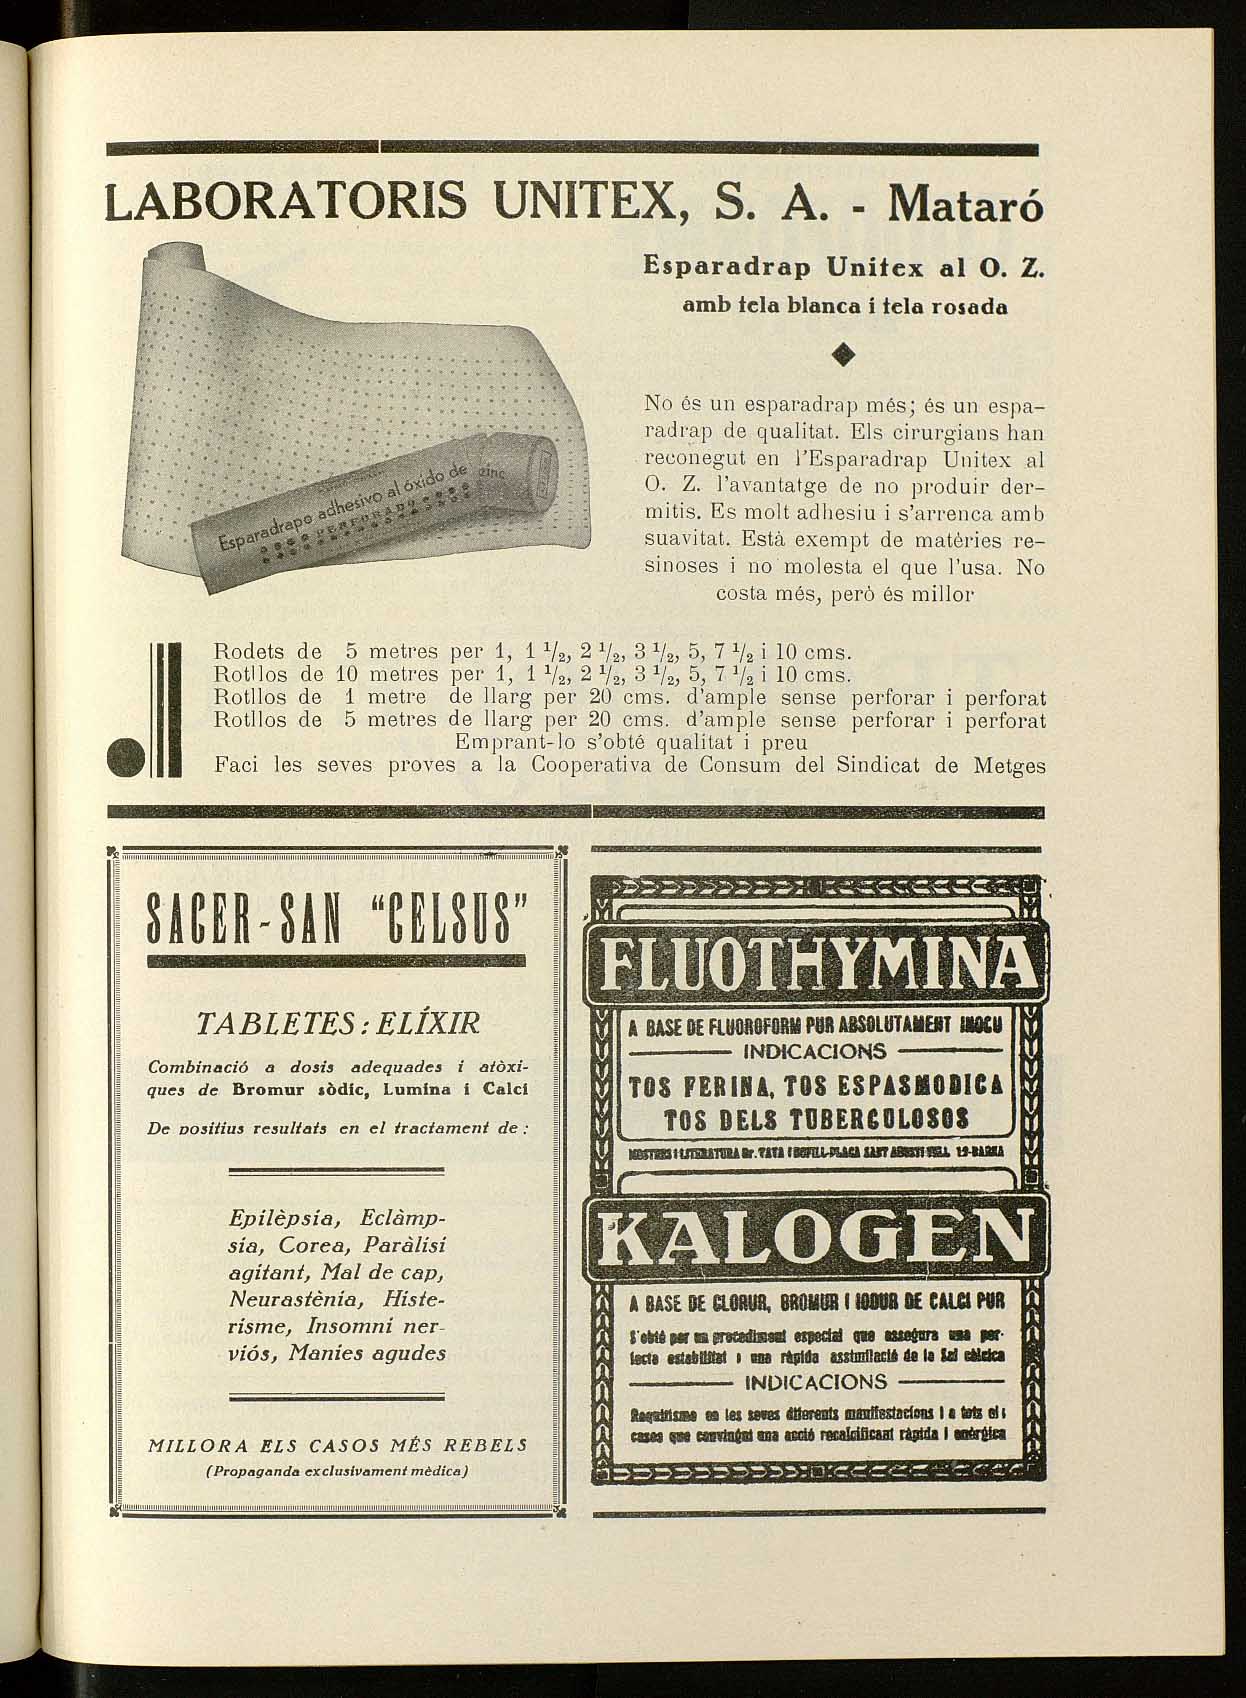 LABORATORIS UNITEX, S. A. - Mataró
Esparadrap Unitex al O. Z.
amb tela blanca i tela rosada
No és un esparadrap més; és un espa-
radrap de qualitat. Els cirurgians han
reconegut en l'Esparadrap Unitex al
O. Z. l'avantatge de no produir der-
mitis. Es molt adhesiu i s'arrenca amb
suavitat. Està exempt de matèries re-
sinoses i no molesta el que l'usa. No
costa més, però és millor
Esparadrapo adhesivo al óxido de zinc
PERFORADO
Rodets de 5 metres per 1, 1 1/2, 2 1/2, 3 1/2, 5, 7 1/2 i 10 cms.
Rotllos de 10 metres per 1, 1 1/2, 2 1/2, 3 1/2, 5, 7 1/2 i 10 cms.
Rotllos de 1 metre de llarg per 20 cms. d'ample sense perforar i perforat
Rotllos de 5 metres de llarg per 20 cms. d'ample sense perforar i perforat
Emprant-lo s'obté qualitat i preu
Faci les seves proves a la Cooperativa de Consum del Sindicat de Metges
SACER-SAN "CELSUS"
TABLETES: ELÍXIR
Combinació a dosis adequades i atòxi-
ques de Bromur sòdic, Lumina i Calci
De positius resultats en el tractament de:
Epilèpsia, Eclàmp-
sia, Corea, Paràlisi
agitant, Mal de cap,
Neurastènia, Histe-
risme, Insomni ner-
viós, Manies agudes
MILLORA ELS CASOS MÉS REBELS
(Propaganda exclusivament mèdica)
FLUOTHYMINA
A BASE DE FLUOROFORM PUR ABSOLUTAMENT INOCU
INDICACIONS
TOS FERINA, TOS ESPASMODICA
TOS DELS TUBERCULOSOS
MOSTRES I LITERATURA Dr. TATA I BOFILL-PLAÇA SANT AGUSTI VELL, 19-BARNA
KALOGEN
A BASE DE CLORUR, BROMUR I IODUR DE CALCI PUR
S'obté per un procediment especial que assegura una per-
fecta estabilitat i una ràpida assimilació de la Sal càlcica
INDICACIONS
Raquitisme en les seves diferents manifestacions i a tots els
casos que convingui una acció recalcificant ràpida i enèrgica